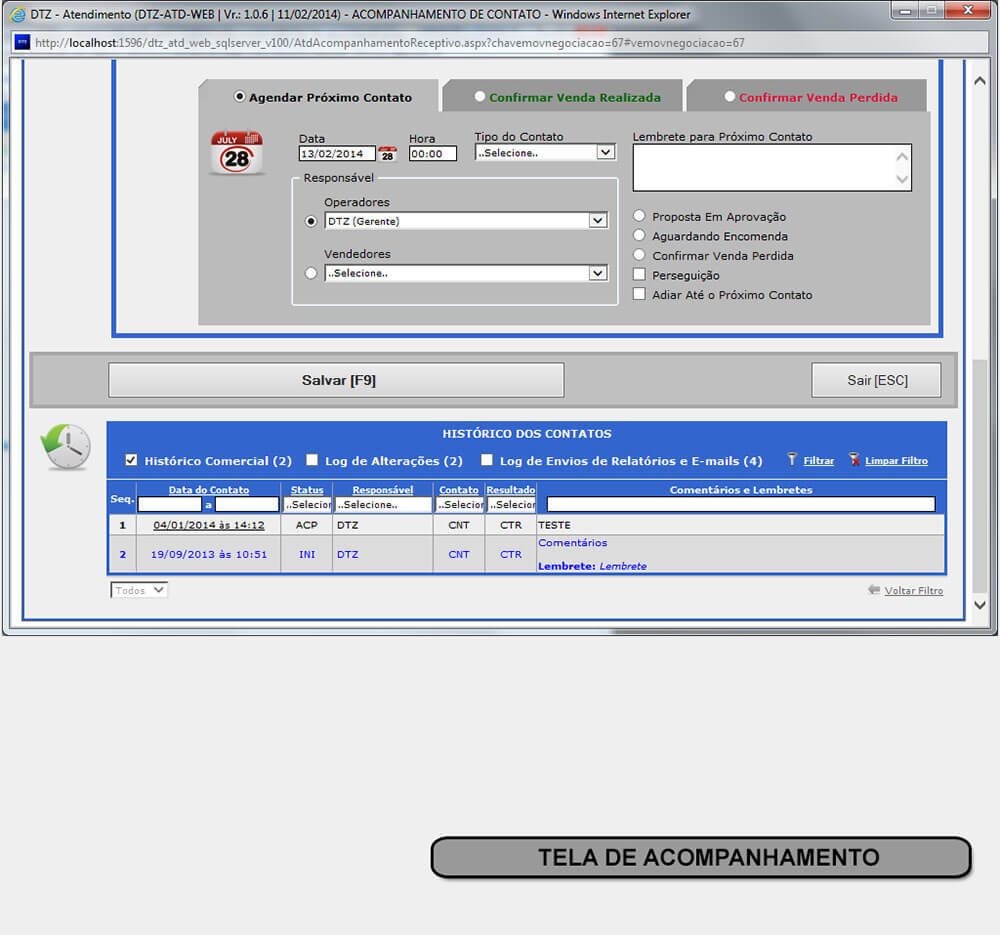 DTZ - Atendimento (DTZ-ATD-WEB | Vr.: 1.0.6 | 11/02/2014) - ACOMPANHAMENTO DE CONTATO - Windows Internet Explorer
http://localhost:1596/dtz_atd_web_sqlserver_v100/AtdAcompanhamentoReceptivo.aspx?chavemovnegociacao=67#vemovnegociacao=67
Agendar Próximo Contato Confirmar Venda Realizada Confirmar Venda Perdida
JULY
28
Data Hora Tipo do Contato Lembrete para Próximo Contato
13/02/2014 28 00:00 ..Selecione..
Responsável
Operadores
DTZ (Gerente)
Vendedores
..Selecione..
Proposta Em Aprovação
Aguardando Encomenda
Confirmar Venda Perdida
Perseguição
Adiar Até o Próximo Contato
Salvar [F9] Sair [ESC]
HISTÓRICO DOS CONTATOS
Histórico Comercial (2) Log de Alterações (2) Log de Envios de Relatórios e E-mails (4) Filtrar Limpar Filtro
Seq. Data do Contato Status Responsável Contato Resultado Comentários e Lembretes
a ..Selecion ..Selecione.. ..Selecion ..Selecion
1 04/01/2014 às 14:12 ACP DTZ CNT CTR TESTE
2 19/09/2013 às 10:51 INI DTZ CNT CTR Comentários
Lembrete: Lembrete
Todos Voltar Filtro
TELA DE ACOMPANHAMENTO